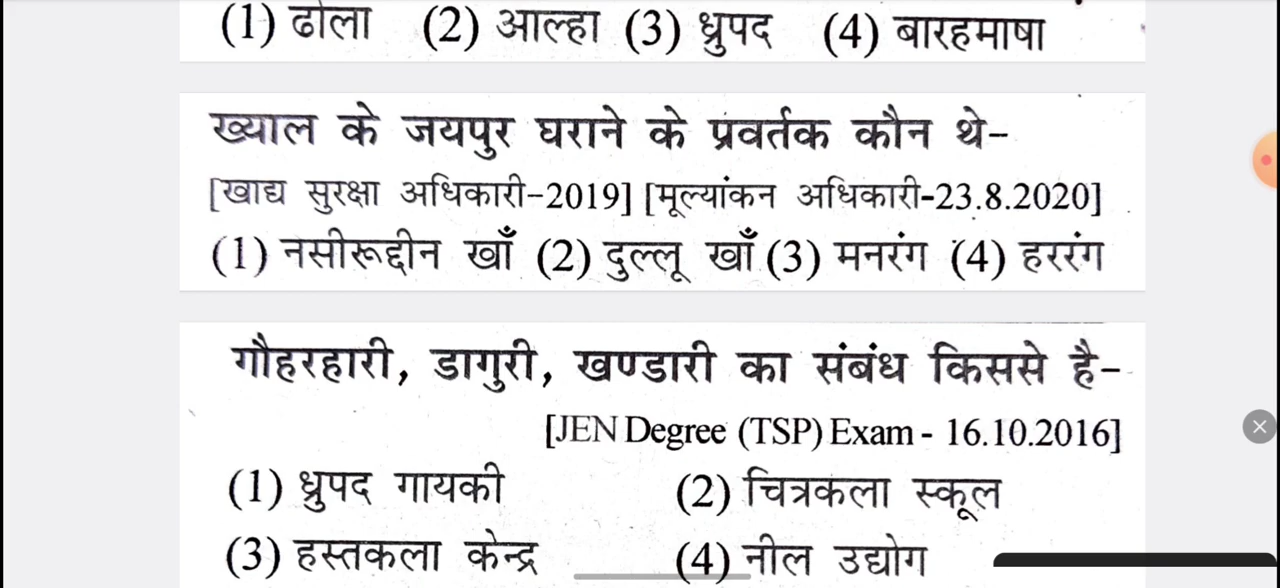 (1) ढोला (2) आल्हा (3) ध्रुपद (4) बारहमाषा
ख्याल के जयपुर घराने के प्रवर्तक कौन थे-
[खाद्य सुरक्षा अधिकारी-2019] [मूल्यांकन अधिकारी-23.8.2020]
(1) नसीरूद्दीन खाँ (2) दुल्लू खाँ (3) मनरंग (4) हररंग
गौहरहारी, डागुरी, खण्डारी का संबंध किससे है-
[JEN Degree (TSP) Exam - 16.10.2016]
(1) ध्रुपद गायकी (2) चित्रकला स्कूल
(3) हस्तकला केन्द्र (4) नील उद्योग